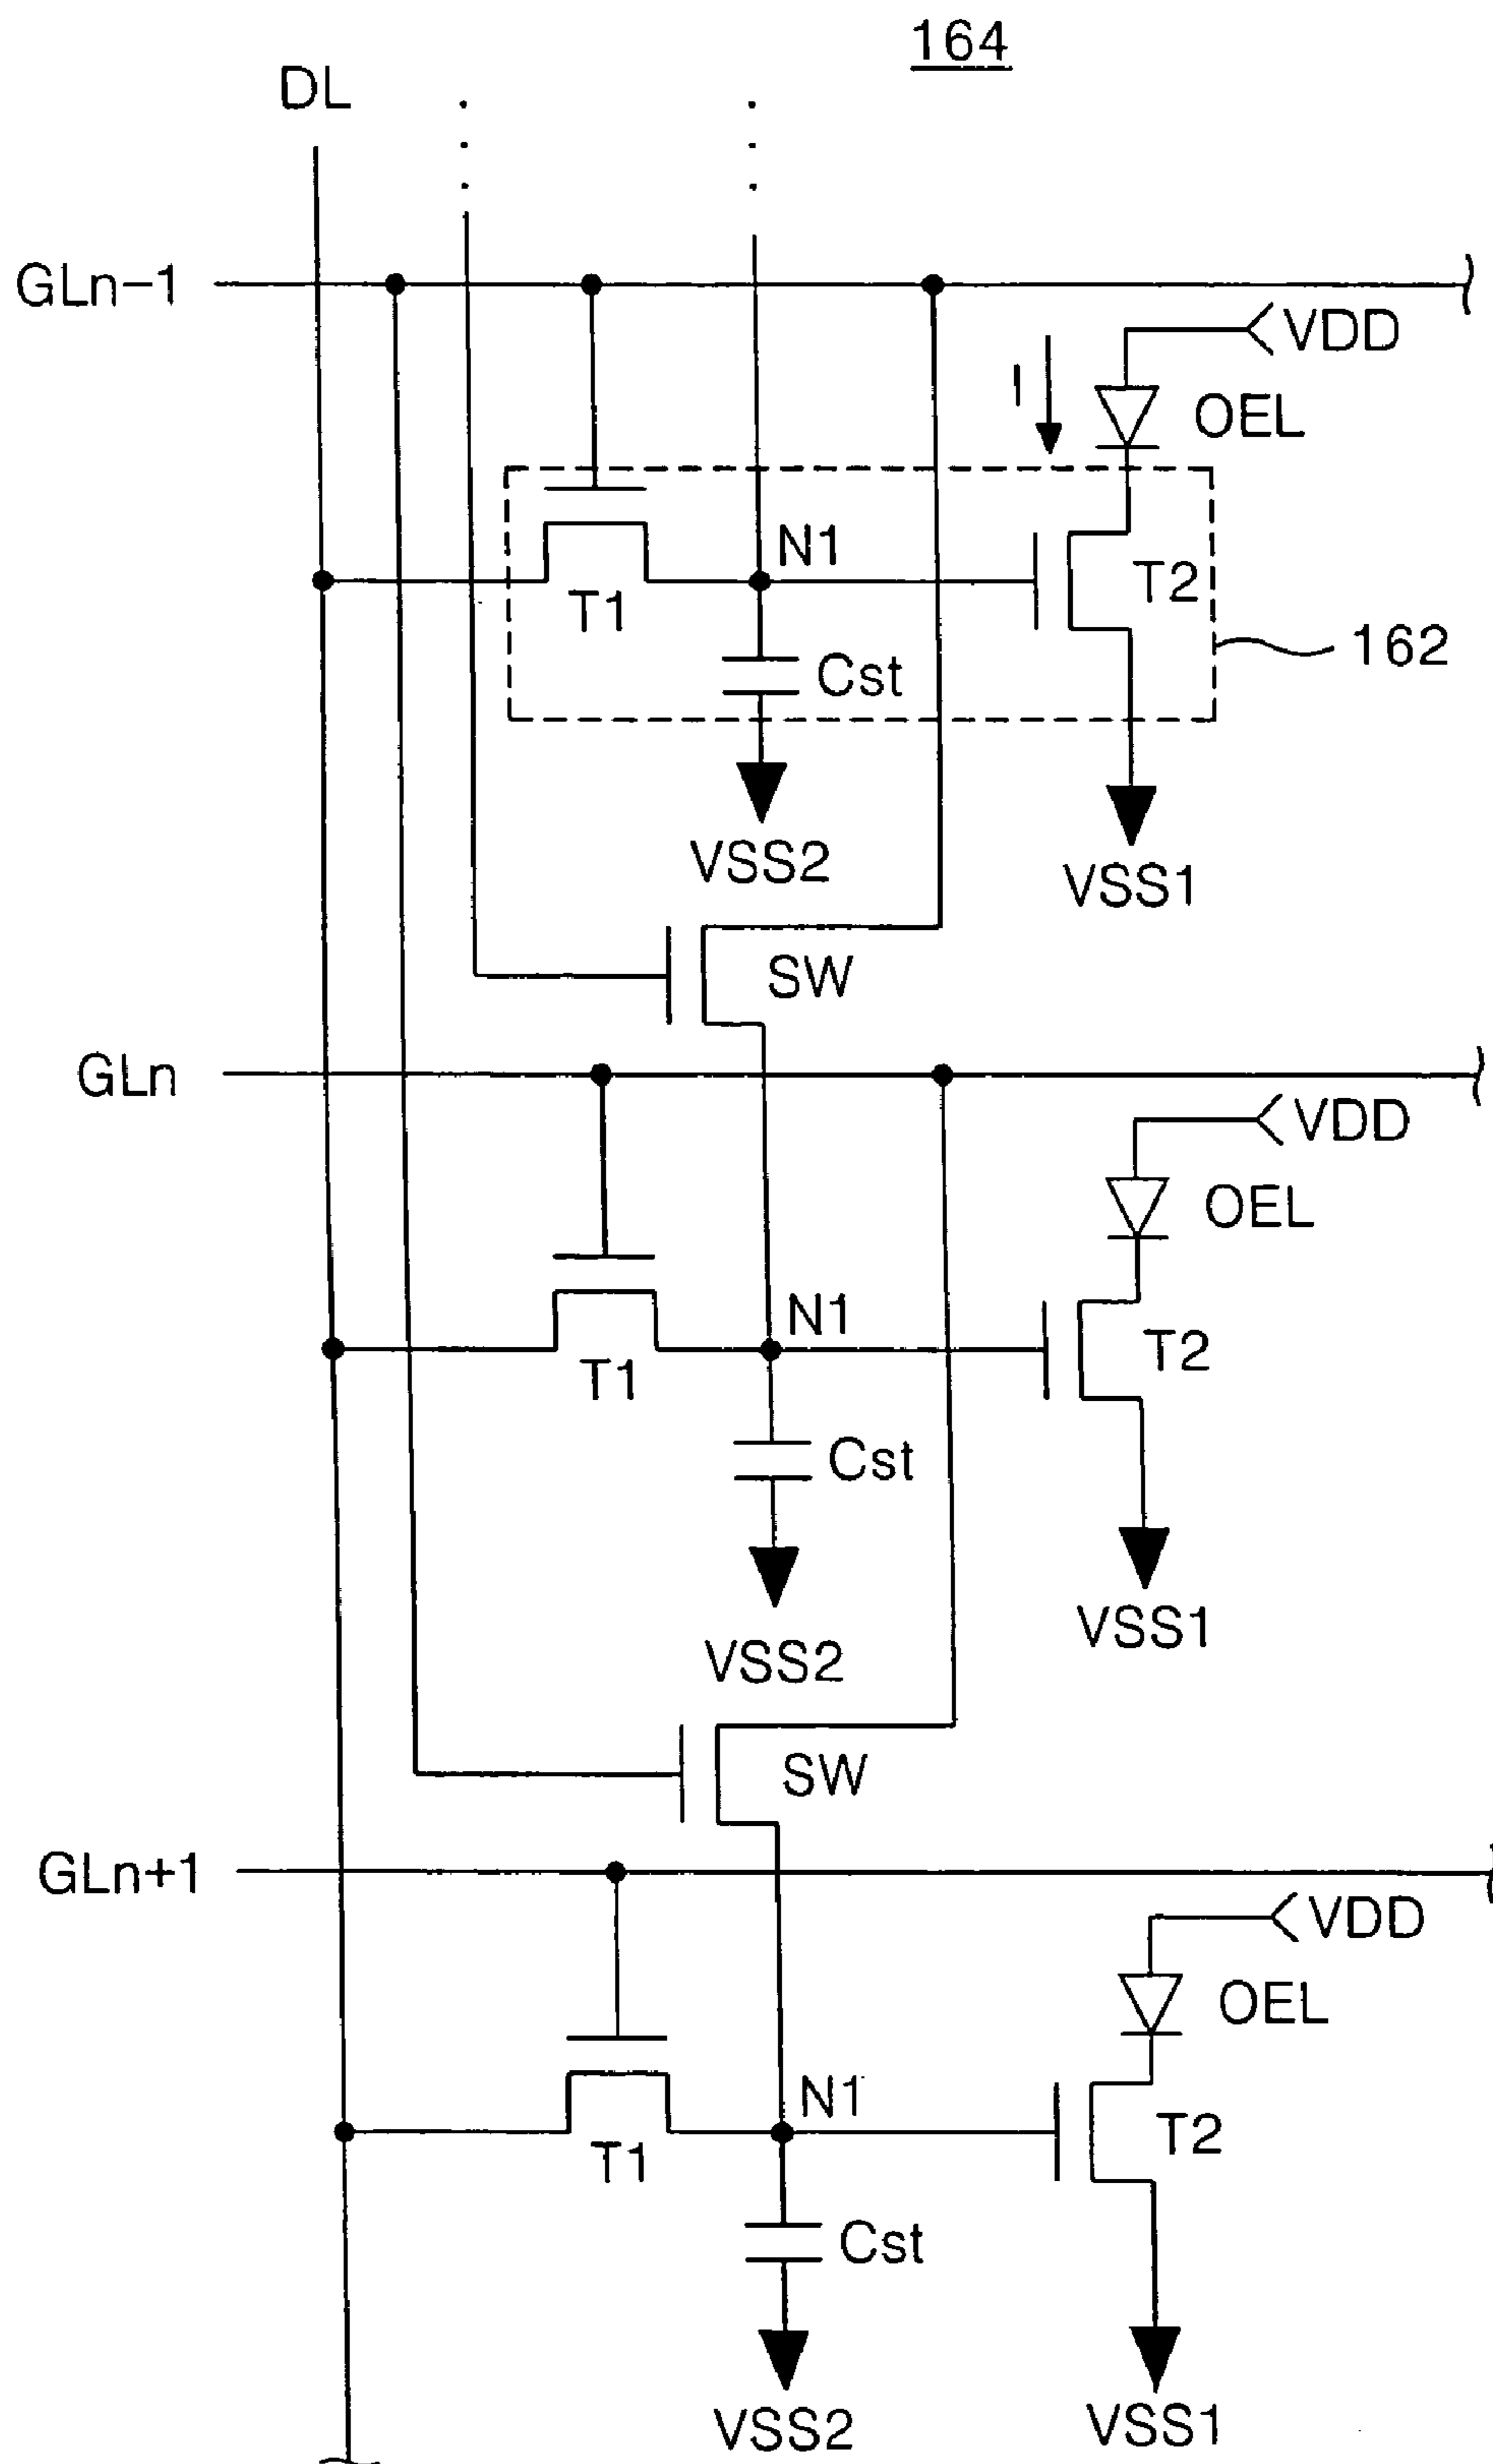 164
DL
GLn-1
VDD
I
OEL
N1
T1
T2
162
Cst
VSS2
VSS1
SW
GLn
VDD
OEL
N1
T1
T2
Cst
VSS1
VSS2
SW
GLn+1
VDD
OEL
N1
T1
T2
Cst
VSS2
VSS1